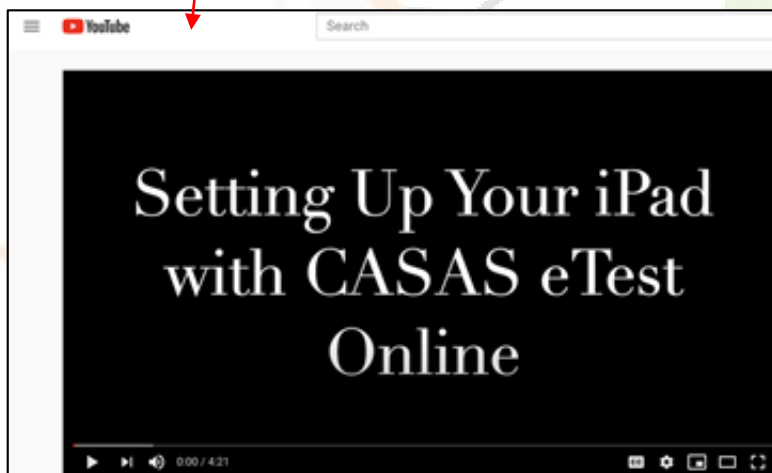 YouTube
Search
Setting Up Your iPad
with CASAS eTest
Online
0:00 / 4:21